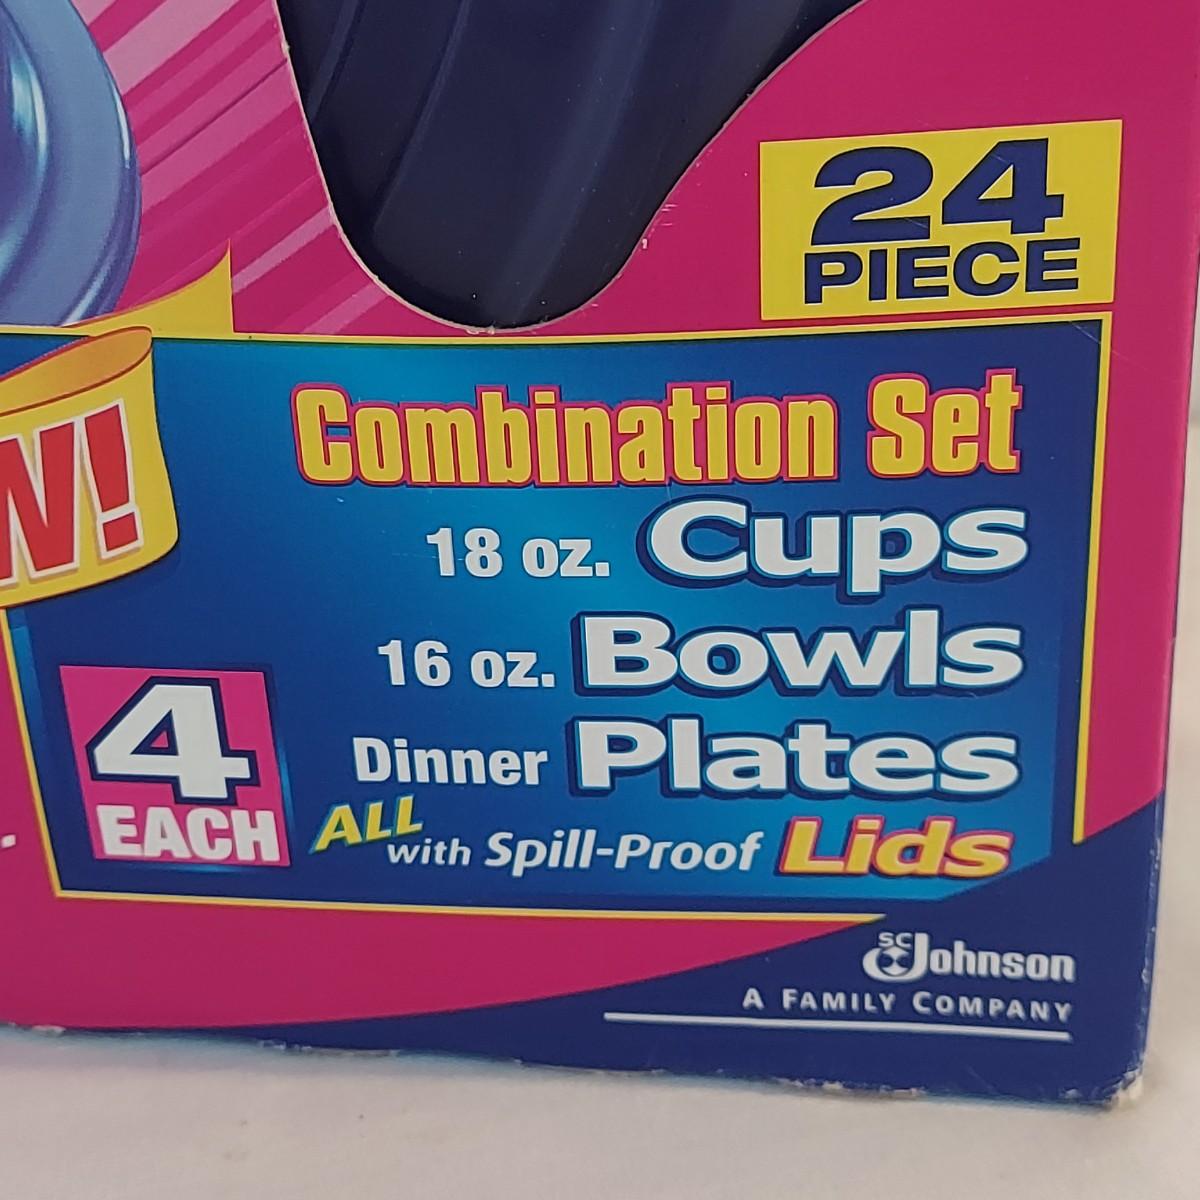 24
PIECE
W!
Combination Set
18 oz. Cups
16 oz. Bowls
Dinner Plates
4
EACH
ALL with Spill-Proof Lids
SC Johnson
A FAMILY COMPANY